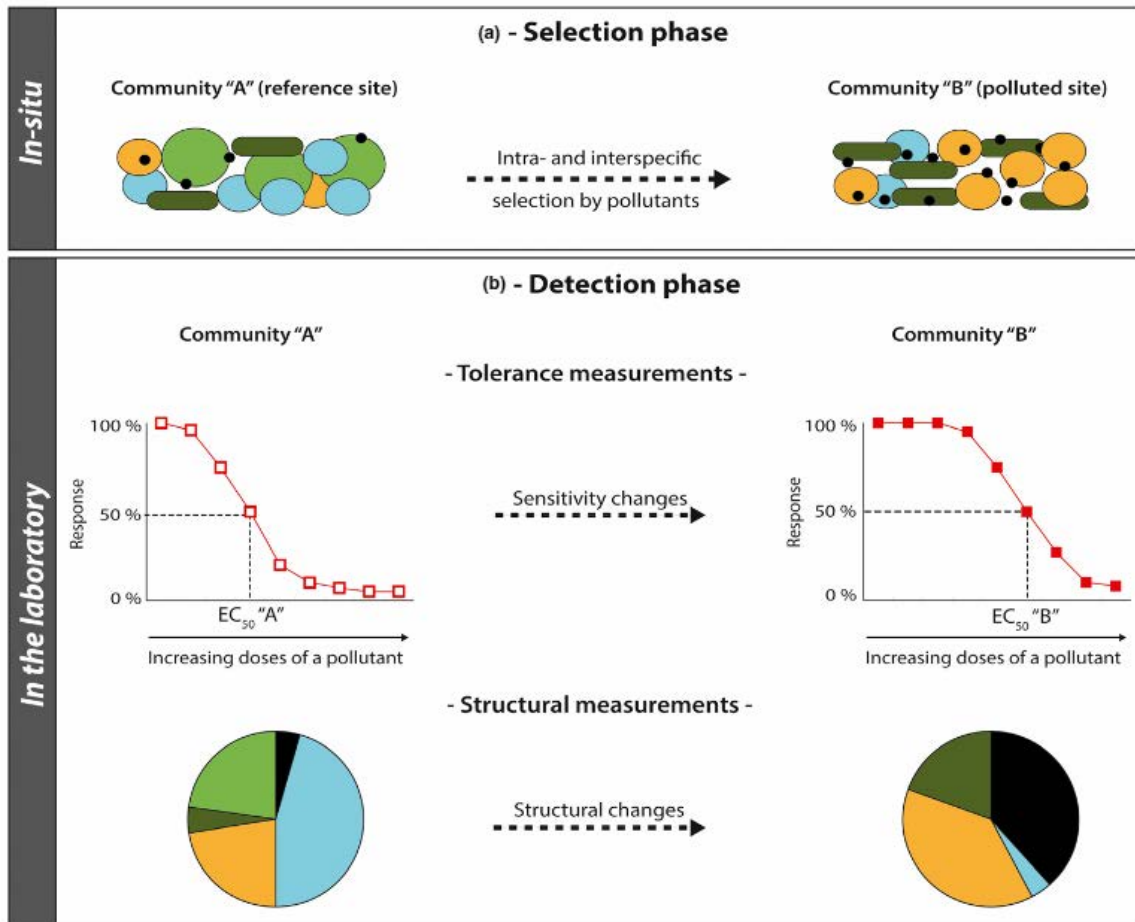 In-situ
(a) - Selection phase
Community "A" (reference site)
Community "B" (polluted site)
Intra- and interspecific
selection by pollutants
In the laboratory
(b) - Detection phase
Community "A"
Community "B"
- Tolerance measurements -
100 %
50 %
0 %
Response
EC50 "A"
Increasing doses of a pollutant
Sensitivity changes
100 %
50 %
0 %
Response
EC50 "B"
Increasing doses of a pollutant
- Structural measurements -
Structural changes